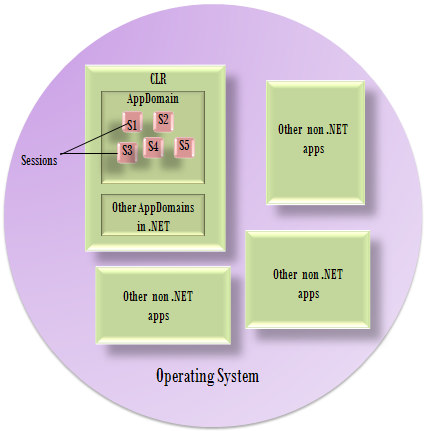 CLR
AppDomain
S1
S2
S3
S4
S5
Sessions
Other AppDomains
in .NET
Other non .NET
apps
Other non .NET
apps
Other non .NET
apps
Operating System